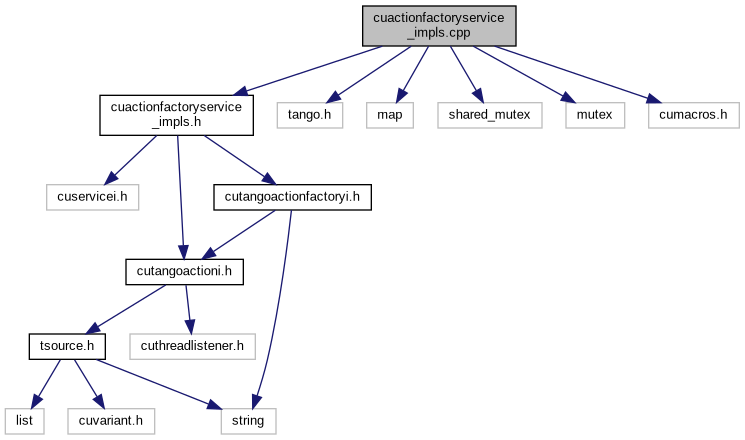 cuactionfactoryservice
_impls.cpp
cuactionfactoryservice
_impls.h
tango.h
map
shared_mutex
mutex
cumacros.h
cuservicei.h
cutangoactionfactoryi.h
cutangoactioni.h
tsource.h
cuthreadlistener.h
list
cuvariant.h
string